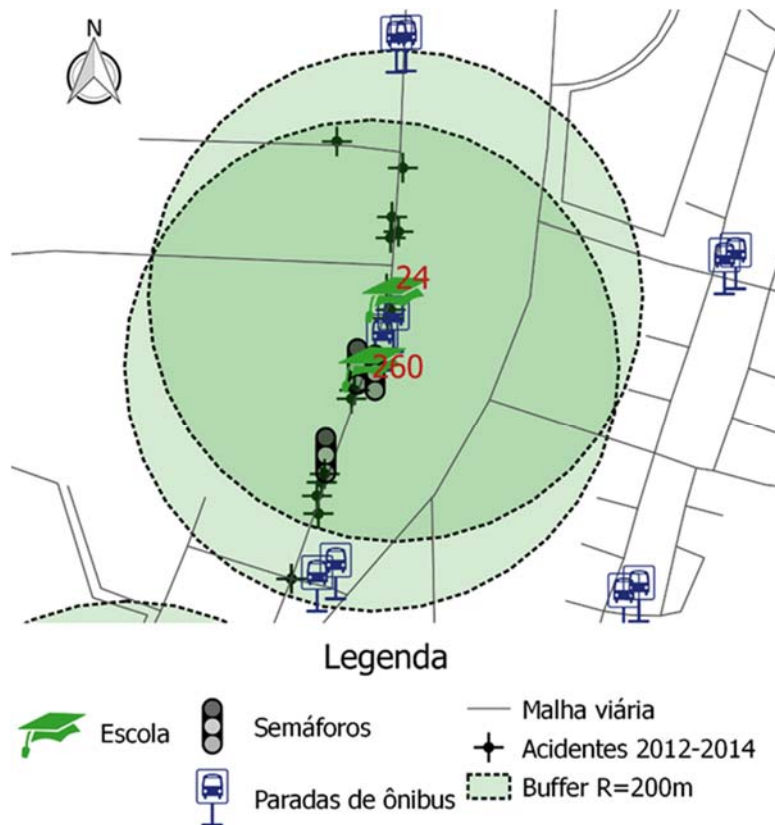 N
24
260
Legenda
Escola
Semáforos
Paradas de ônibus
Malha viária
Acidentes 2012-2014
Buffer R=200m